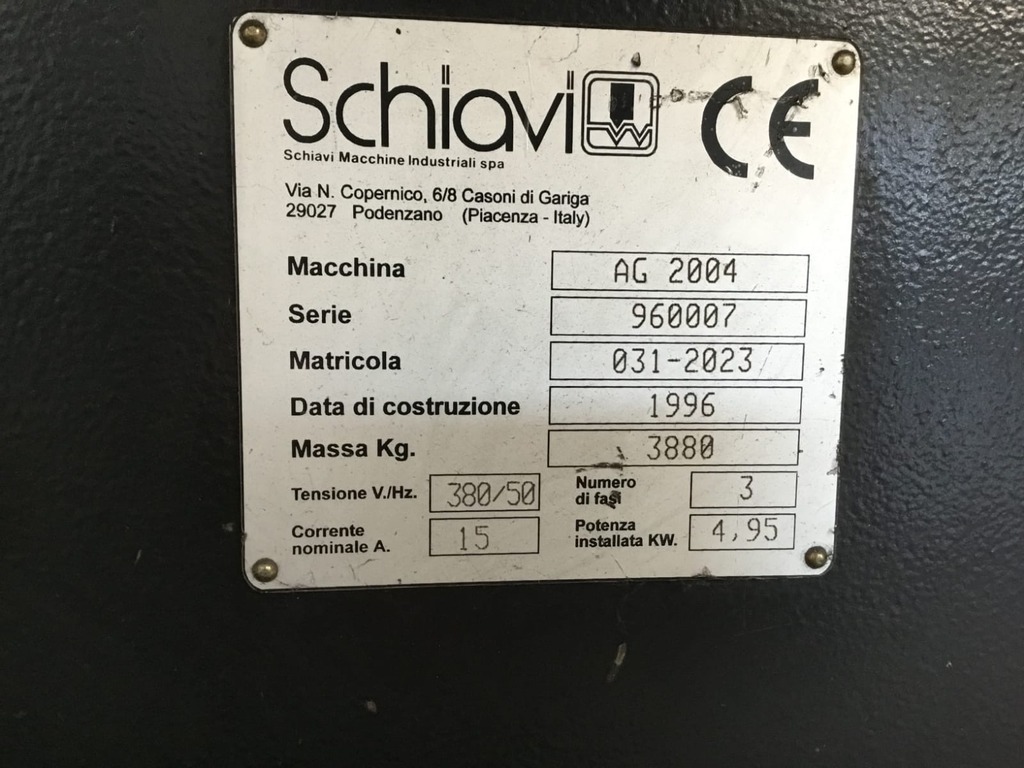 Schiavi CE
Schiavi Macchine Industriali spa
Via N. Copernico, 6/8 Casoni di Gariga
29027 Podenzano (Piacenza - Italy)
Macchina AG 2004
Serie 960007
Matricola 031-2023
Data di costruzione 1996
Massa Kg. 3880
Tensione V./Hz. 380/50
Numero
di fasi 3
Corrente
nominale A. 15
Potenza
installata KW. 4,95